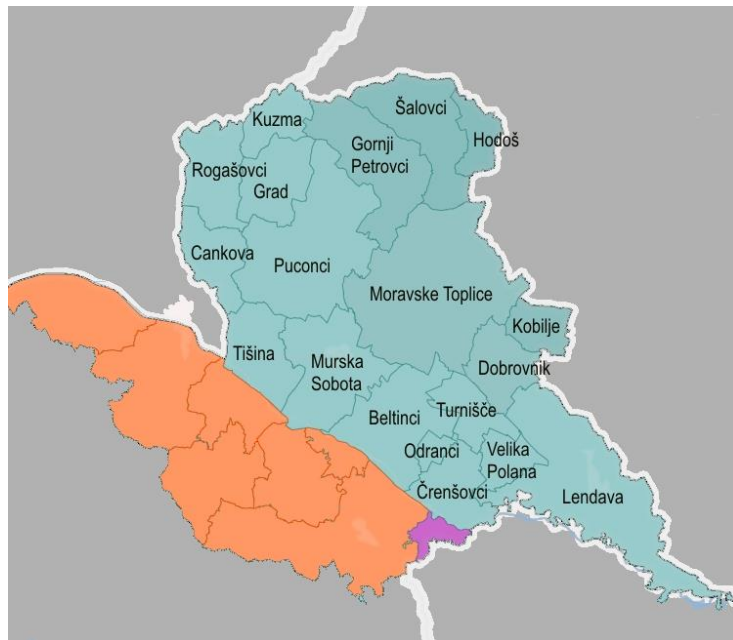 Šalovci
Kuzma
Hodoš
Gornji
Petrovci
Rogašovci
Grad
Cankova
Puconci
Moravske Toplice
Kobilje
Tišina
Murska
Sobota
Dobrovnik
Turnišče
Beltinci
Odranci
Velika
Polana
Črenšovci
Lendava